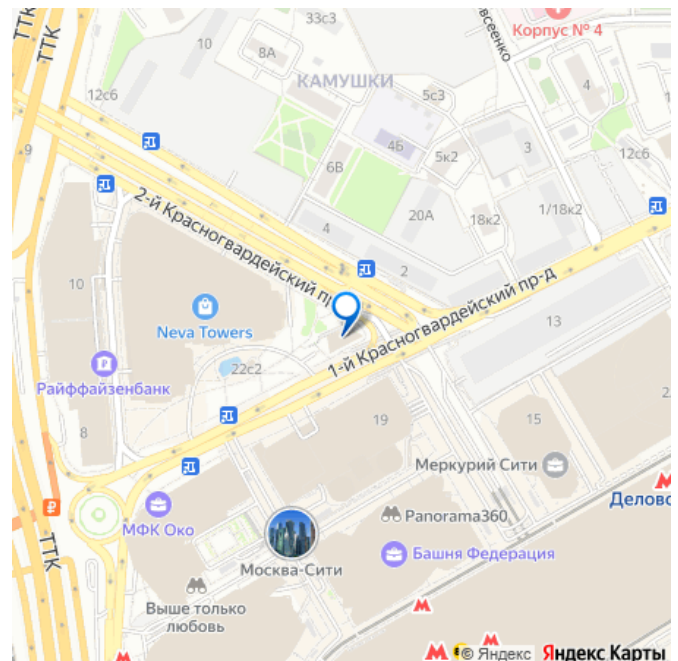 33с3
ТТК
ТТК
10
8А
Корпус № 4
КАМУШКИ
12с6
5с3
4
9
4Б
5к2
3
12с6
6В
2-й Красногвардейский пр-д
20А
18к2
1/18к2
4
2
10
Neva Towers
1-й Красногвардейский пр-д
13
Райффайзенбанк
22с2
8
19
15
Меркурий Сити
МФК Око
Panorama360
ТТК
Москва-Сити
Башня Федерация
Выше только
любовь
© Яндекс Яндекс Карты